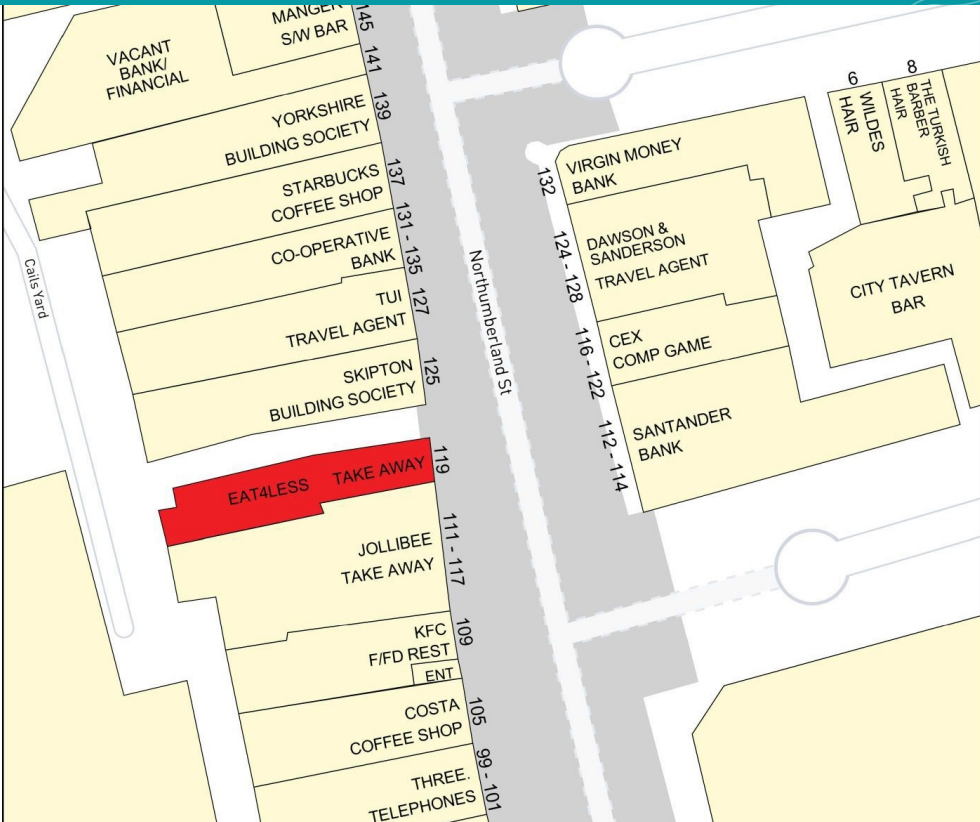 MANGER
S/W BAR
145
VACANT
BANK/
FINANCIAL
141
YORKSHIRE
BUILDING SOCIETY
139
STARBUCKS
COFFEE SHOP
137
CO-OPERATIVE
BANK
131 - 135
TUI
TRAVEL AGENT
127
SKIPTON
BUILDING SOCIETY
125
EAT4LESS TAKE AWAY
119
JOLLIBEE
TAKE AWAY
111 - 117
KFC
F/FD REST
ENT
109
COSTA
COFFEE SHOP
105
THREE.
TELEPHONES
99 - 101
Cails Yard
Northumberland St
132
VIRGIN MONEY
BANK
124 - 128
DAWSON &
SANDERSON
TRAVEL AGENT
116 - 122
CEX
COMP GAME
112 - 114
SANTANDER
BANK
6
WILDES
HAIR
8
THE TURKISH
BARBER
HAIR
CITY TAVERN
BAR